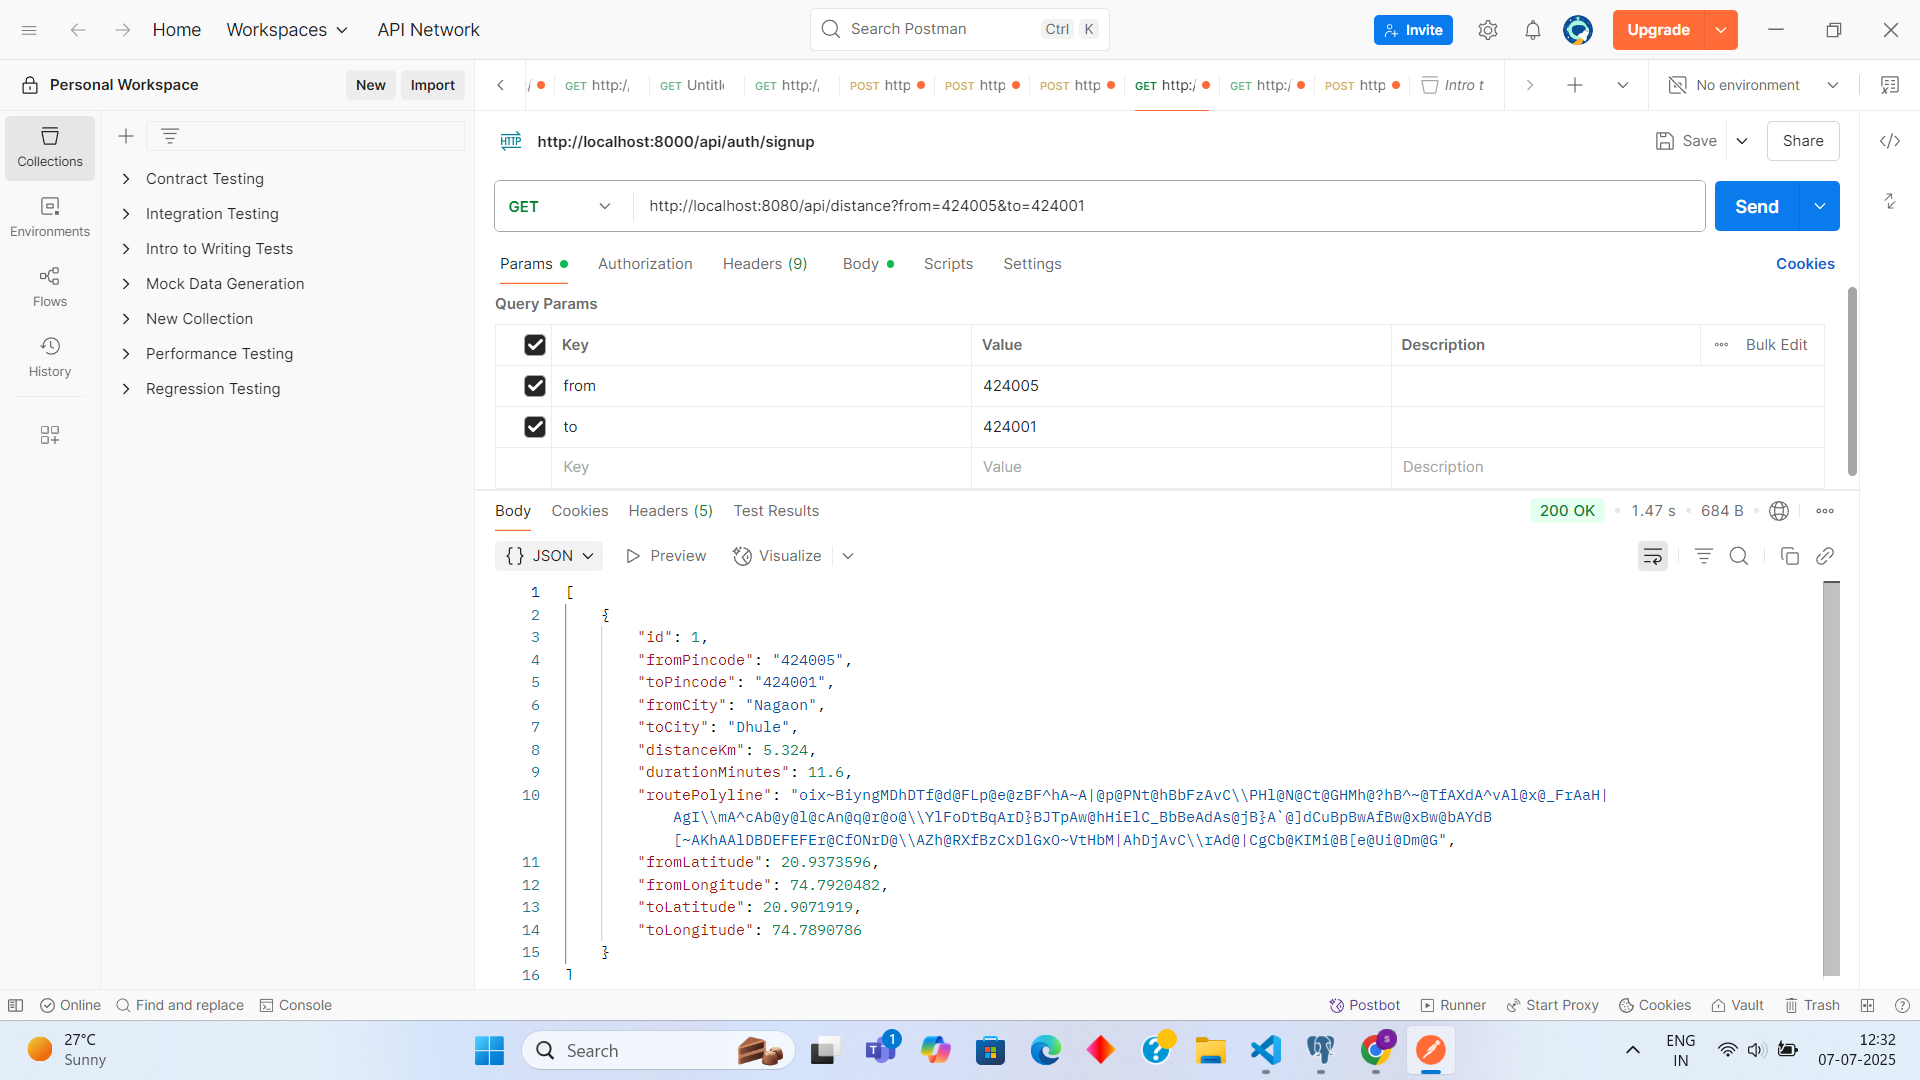 Home
Workspaces
API Network
Search Postman
Ctrl
K
Invite
Upgrade
Personal Workspace
New
Import
GET http:/
GET Untitl
GET http:/
POST http
POST http
POST http
GET http:/
GET http:/
POST http
Intro t
No environment
Collections
Environments
Flows
History
Contract Testing
Integration Testing
Intro to Writing Tests
Mock Data Generation
New Collection
Performance Testing
Regression Testing
HTTP http://localhost:8000/api/auth/signup
Save
Share
GET
http://localhost:8080/api/distance?from=424005&to=424001
Send
Params
Authorization
Headers (9)
Body
Scripts
Settings
Cookies
Query Params
Key Value Description Bulk Edit
from 424005
to 424001
Key Value Description
Body Cookies Headers (5) Test Results
200 OK 1.47 s 684 B
{} JSON Preview Visualize
1 [
2 {
3 "id": 1,
4 "fromPincode": "424005",
5 "toPincode": "424001",
6 "fromCity": "Nagaon",
7 "toCity": "Dhule",
8 "distanceKm": 5.324,
9 "durationMinutes": 11.6,
10 "routePolyline": "oix~BiyngMDhDTf@d@FLp@e@zBF^hA~A|@p@PNt@hBbFzAvC\\PHl@N@Ct@GHMh@?hB^~@TfAXdA^vAl@x@_FrAaH|
AgI\\mA^cAb@y@l@cAn@q@r@o@\\YlFoDtBqArD}BJTpAw@hHiElC_BbBeAdAs@jB}A`@]dCuBpBwAfBw@xBw@bAYdB
[~AKhAAlDBDEFEFEr@CfONrD@\\AZh@RXfBzCxDlGxO~VtHbM|AhDjAvC\\rAd@|CgCb@KIMi@B[e@Ui@Dm@G",
11 "fromLatitude": 20.9373596,
12 "fromLongitude": 74.7920482,
13 "toLatitude": 20.9071919,
14 "toLongitude": 74.7890786
15 }
16 ]
Online
Find and replace
Console
Postbot
Runner
Start Proxy
Cookies
Vault
Trash
27°C
Sunny
Search
1
ENG
IN
12:32
07-07-2025